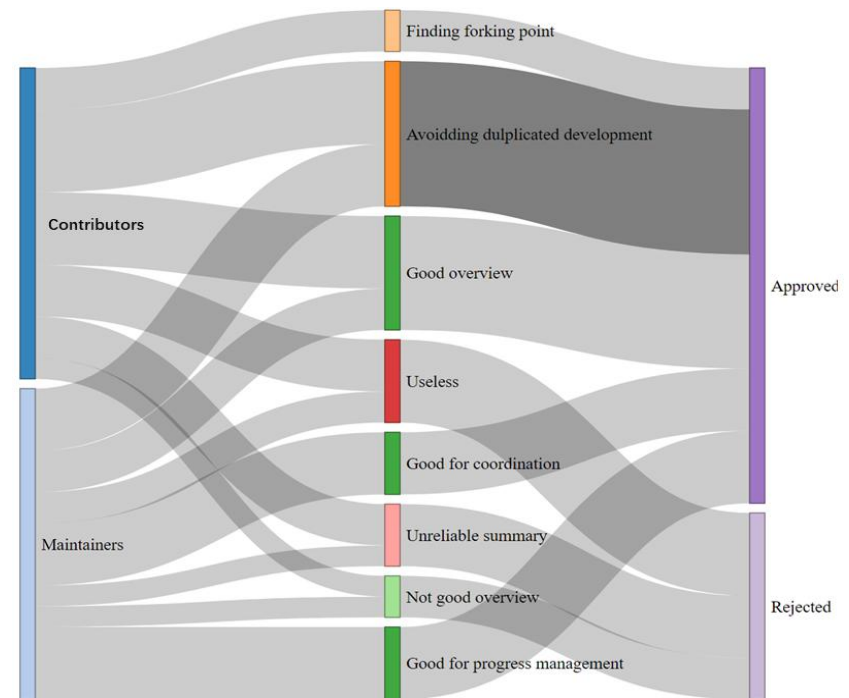 Contributors
Maintainers
Finding forking point
Avoidding dulplicated development
Good overview
Useless
Good for coordination
Unreliable summary
Not good overview
Good for progress management
Approved
Rejected